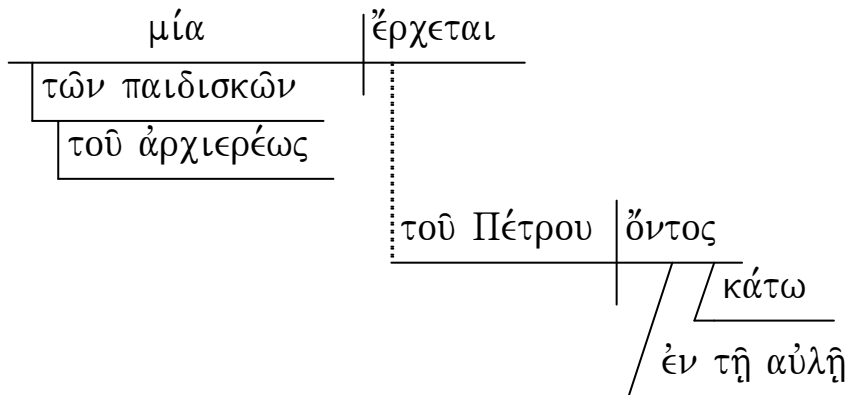 μία ἔρχεται
τῶν παιδισκῶν
τοῦ ἀρχιερέως
τοῦ Πέτρου ὄντος
κάτω
ἐν τῇ αὐλῇ